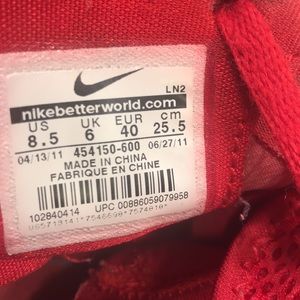 LN2
nikebetterworld.com
US UK EUR cm
8.5 6 40 25.5
04/13/11 454150-600 06/27/11
MADE IN CHINA
FABRIQUE EN CHINE
102840414 UPC 00886059079958